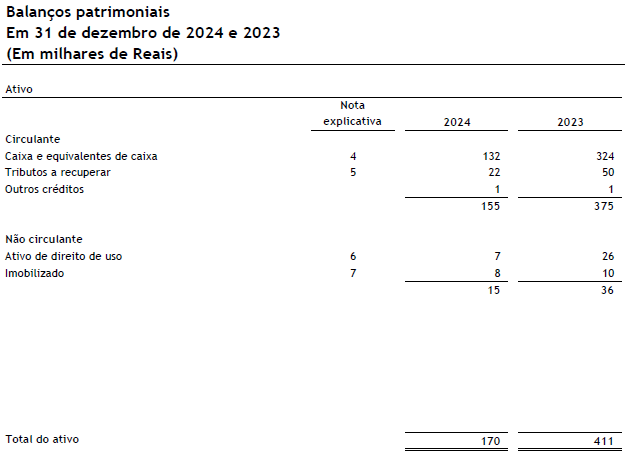 Balanços patrimoniais
Em 31 de dezembro de 2024 e 2023
(Em milhares de Reais)
Ativo
Nota
explicativa 2024 2023
Circulante
Caixa e equivalentes de caixa 4 132 324
Tributos a recuperar 5 22 50
Outros créditos 1 1
155 375
Não circulante
Ativo de direito de uso 6 7 26
Imobilizado 7 8 10
15 36
Total do ativo 170 411